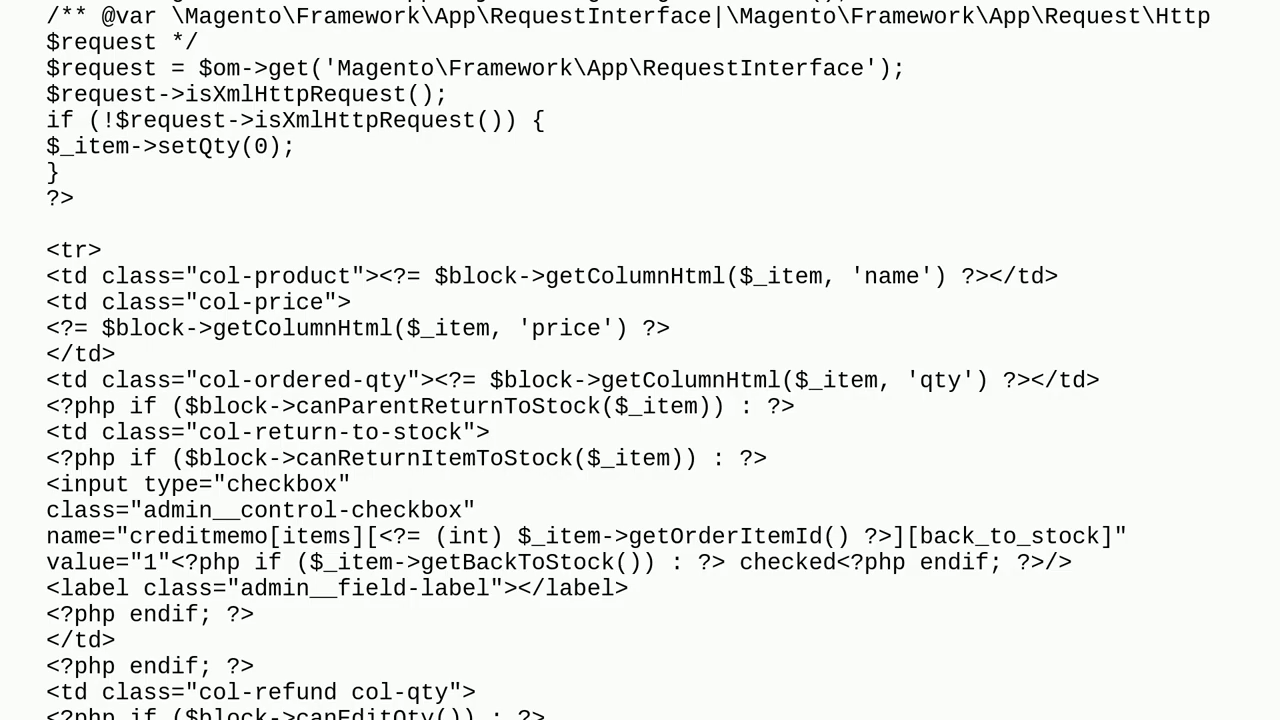 /** @var \Magento\Framework\App\RequestInterface|\Magento\Framework\App\Request\Http
$request */
$request = $om->get('Magento\Framework\App\RequestInterface');
$request->isXmlHttpRequest();
if (!$request->isXmlHttpRequest()) {
$_item->setQty(0);
}
?>
<tr>
<td class="col-product"><?= $block->getColumnHtml($_item, 'name') ?></td>
<td class="col-price">
<?= $block->getColumnHtml($_item, 'price') ?>
</td>
<td class="col-ordered-qty"><?= $block->getColumnHtml($_item, 'qty') ?></td>
<?php if ($block->canParentReturnToStock($_item)) : ?>
<td class="col-return-to-stock">
<?php if ($block->canReturnItemToStock($_item)) : ?>
<input type="checkbox"
class="admin__control-checkbox"
name="creditmemo[items][<?= (int) $_item->getOrderItemId() ?>][back_to_stock]"
value="1"<?php if ($_item->getBackToStock()) : ?> checked<?php endif; ?>/>
<label class="admin__field-label"></label>
<?php endif; ?>
</td>
<?php endif; ?>
<td class="col-refund col-qty">
<?php if ($block->canEditQty()) : ?>